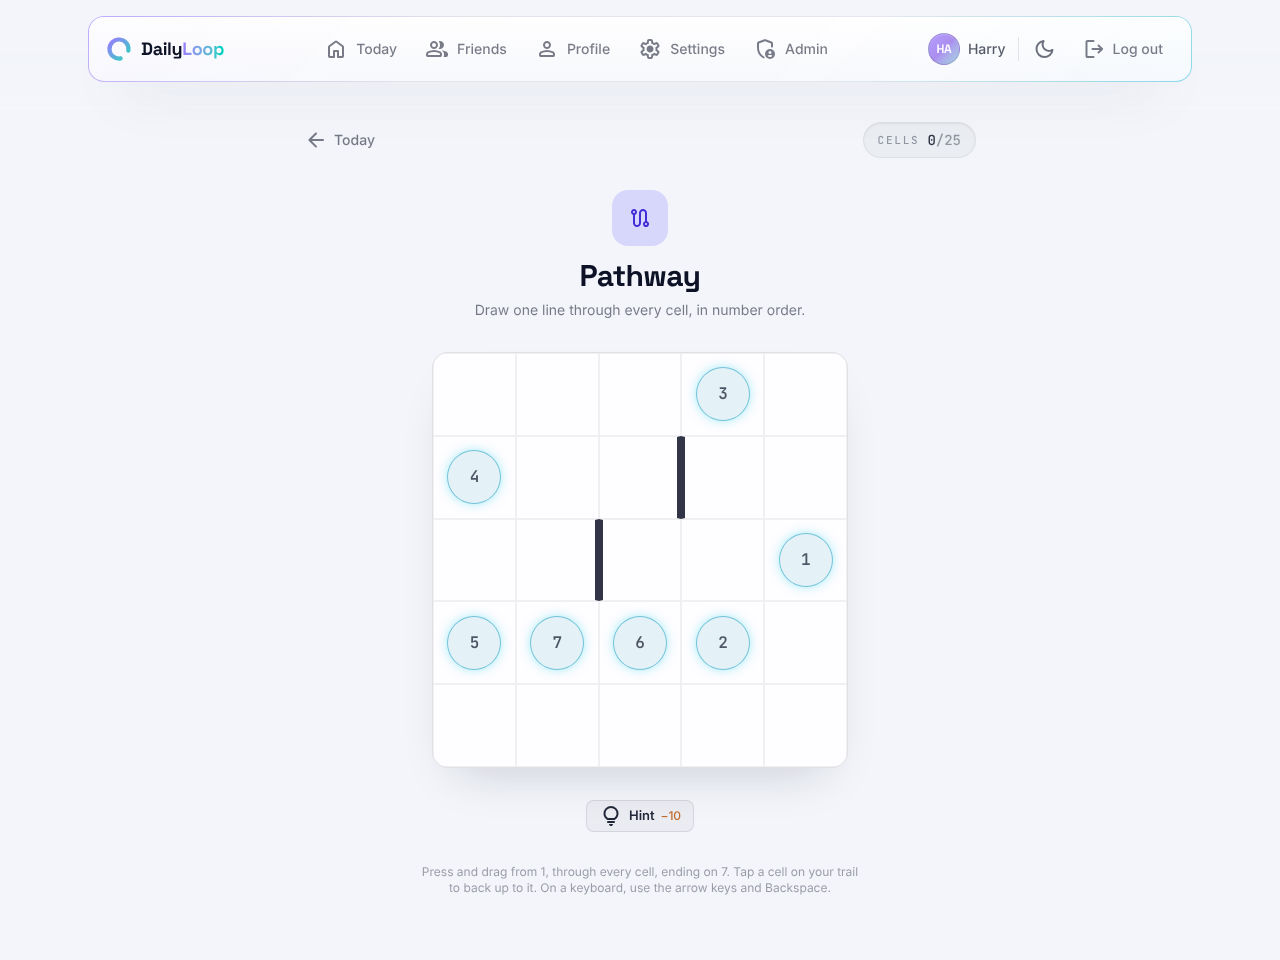 DailyLoop
Today
Friends
Profile
Settings
Admin
HA
Harry
Log out
Today
CELLS 0/25
Pathway
Draw one line through every cell, in number order.
3
4
1
5 7 6 2
Hint −10
Press and drag from 1, through every cell, ending on 7. Tap a cell on your trail
to back up to it. On a keyboard, use the arrow keys and Backspace.